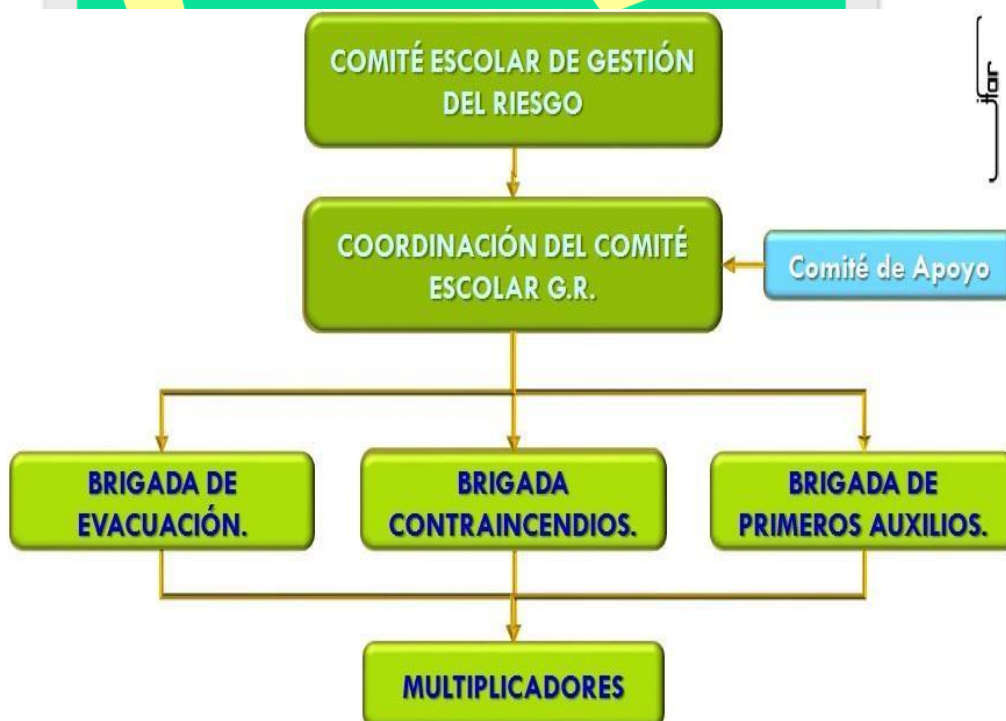 COMITÉ ESCOLAR DE GESTIÓN
DEL RIESGO
COORDINACIÓN DEL COMITÉ
ESCOLAR G.R.
Comité de Apoyo
BRIGADA DE
EVACUACIÓN.
BRIGADA
CONTRAINCENDIOS.
BRIGADA DE
PRIMEROS AUXILIOS.
MULTIPLICADORES